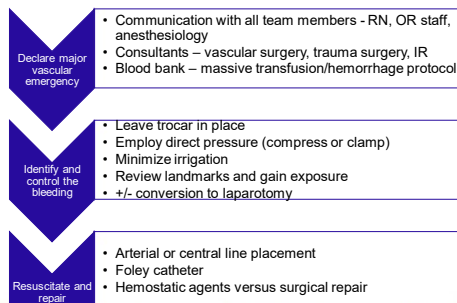 Declare major
vascular
emergency
• Communication with all team members - RN, OR staff,
anesthesiology
• Consultants – vascular surgery, trauma surgery, IR
• Blood bank – massive transfusion/hemorrhage protocol
Identify and
control the
bleeding
• Leave trocar in place
• Employ direct pressure (compress or clamp)
• Minimize irrigation
• Review landmarks and gain exposure
• +/- conversion to laparotomy
Resuscitate and
repair
• Arterial or central line placement
• Foley catheter
• Hemostatic agents versus surgical repair